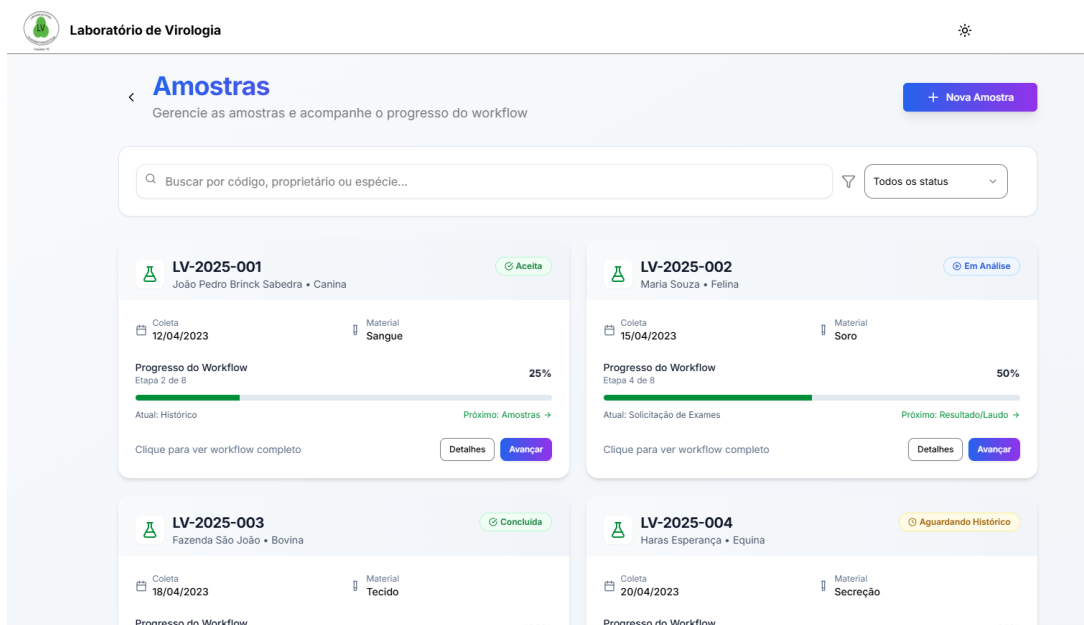 LV
Laboratório de Virologia
Amostras
Gerencie as amostras e acompanhe o progresso do workflow
Nova Amostra
Buscar por código, proprietário ou espécie...
Todos os status
LV-2025-001
João Pedro Brinck Sabedra • Canina
Aceita
Coleta
12/04/2023
Material
Sangue
Progresso do Workflow
Etapa 2 de 8
25%
Atual: Histórico
Próximo: Amostras →
Clique para ver workflow completo
Detalhes
Avançar
LV-2025-002
Maria Souza • Felina
Em Análise
Coleta
15/04/2023
Material
Soro
Progresso do Workflow
Etapa 4 de 8
50%
Atual: Solicitação de Exames
Próximo: Resultado/Laudo →
Clique para ver workflow completo
Detalhes
Avançar
LV-2025-003
Fazenda São João • Bovina
Concluída
Coleta
18/04/2023
Material
Tecido
Progresso do Workflow
LV-2025-004
Haras Esperança • Equina
Aguardando Histórico
Coleta
20/04/2023
Material
Secreção
Progresso do Workflow